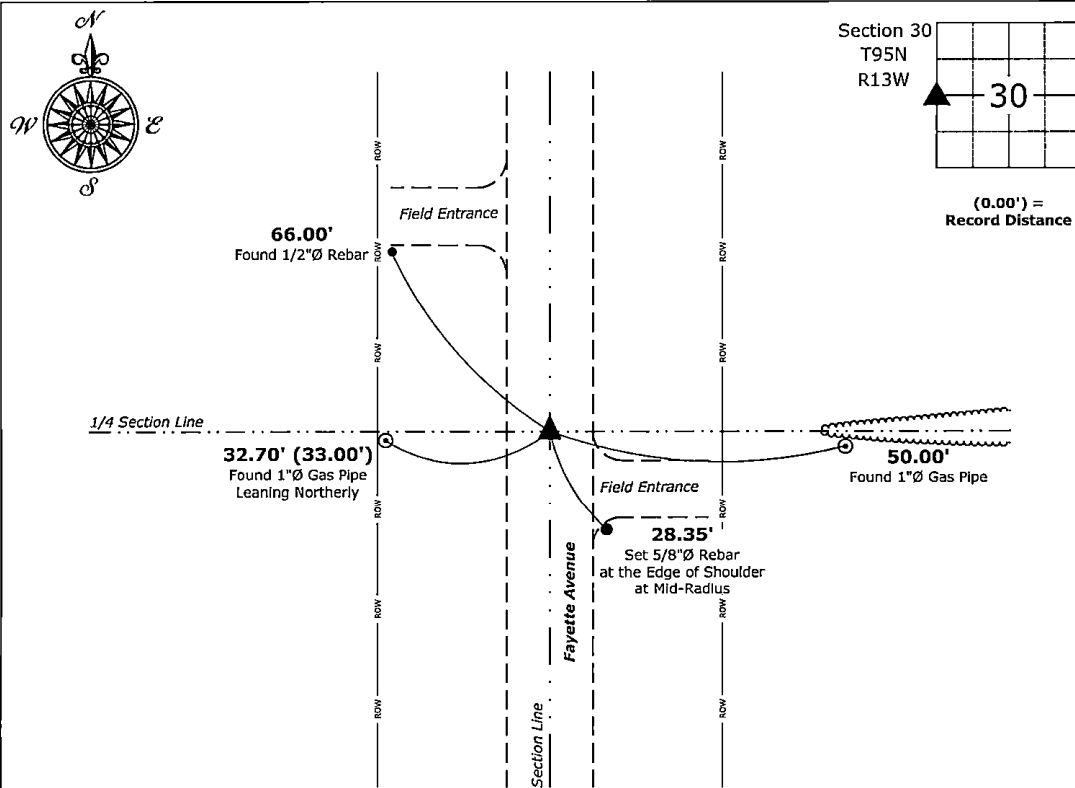 N
W
E
S
Section 30
T95N
R13W
30
(0.00') =
Record Distance
ROW
ROW
Field Entrance
66.00'
Found 1/2"Ø Rebar
ROW
ROW
ROW
ROW
1/4 Section Line
32.70' (33.00')
Found 1"Ø Gas Pipe
Leaning Northerly
50.00'
Found 1"Ø Gas Pipe
Field Entrance
ROW
ROW
28.35'
Set 5/8"Ø Rebar
at the Edge of Shoulder
at Mid-Radius
Fayette Avenue
ROW
ROW
Section Line
ROW
ROW